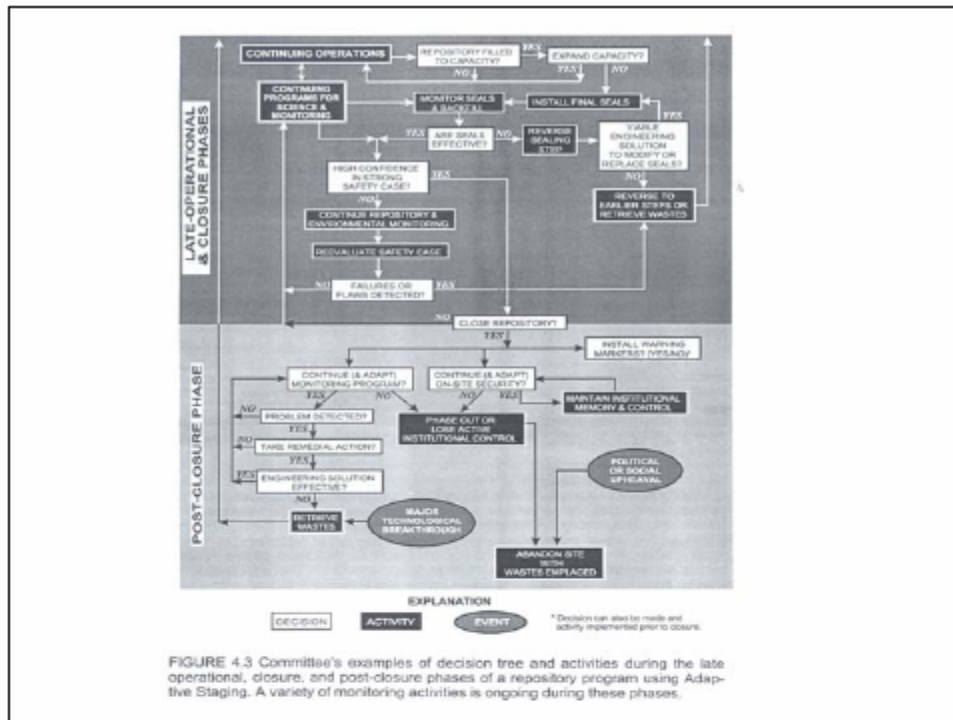 LATE-OPERATIONAL
& CLOSURE PHASES
CONTINUING OPERATIONS
REPOSITORY FILLED
TO CAPACITY?
YES
EXPAND CAPACITY?
NO
YES
NO
CONTINUING
PROGRAMS FOR
SCIENCE &
MONITORING
MONITOR SEALS
& BACKFILL
INSTALL FINAL SEALS
YES
ARE SEALS
EFFECTIVE?
NO
REVERSE
SEALING
STEP
VIABLE
ENGINEERING
SOLUTION
TO MODIFY OR
REPLACE SEALS?
HIGH CONFIDENCE
IN STRONG
SAFETY CASE?
YES
NO
NO
REVERSE TO
EARLIER STEPS OR
RETRIEVE WASTES
CONTINUE REPOSITORY &
ENVIRONMENTAL MONITORING
REEVALUATE SAFETY CASE
NO
FAILURES OR
FLAWS DETECTED?
YES
NO
CLOSE REPOSITORY?
YES
POST-CLOSURE PHASE
INSTALL WARNING
MARKERS? (YES/NO)*
CONTINUE (& ADAPT)
MONITORING PROGRAM?
YES
NO
CONTINUE (& ADAPT)
ON-SITE SECURITY?
NO
YES
MAINTAIN INSTITUTIONAL
MEMORY & CONTROL
NO
PROBLEM DETECTED?
YES
PHASE OUT OR
LOSE ACTIVE
INSTITUTIONAL CONTROL
NO
TAKE REMEDIAL ACTION?
YES
YES
ENGINEERING SOLUTION
EFFECTIVE?
NO
POLITICAL
OR SOCIAL
UPHEAVAL
RETRIEVE
WASTES
MAJOR
TECHNOLOGICAL
BREAKTHROUGH
ABANDON SITE
WITH
WASTES EMPLACED
EXPLANATION
DECISION
ACTIVITY
EVENT
* Decision can also be made and
activity implemented prior to closure.
FIGURE 4.3 Committee's examples of decision tree and activities during the late
operational, closure, and post-closure phases of a repository program using Adap-
tive Staging. A variety of monitoring activities is ongoing during these phases.